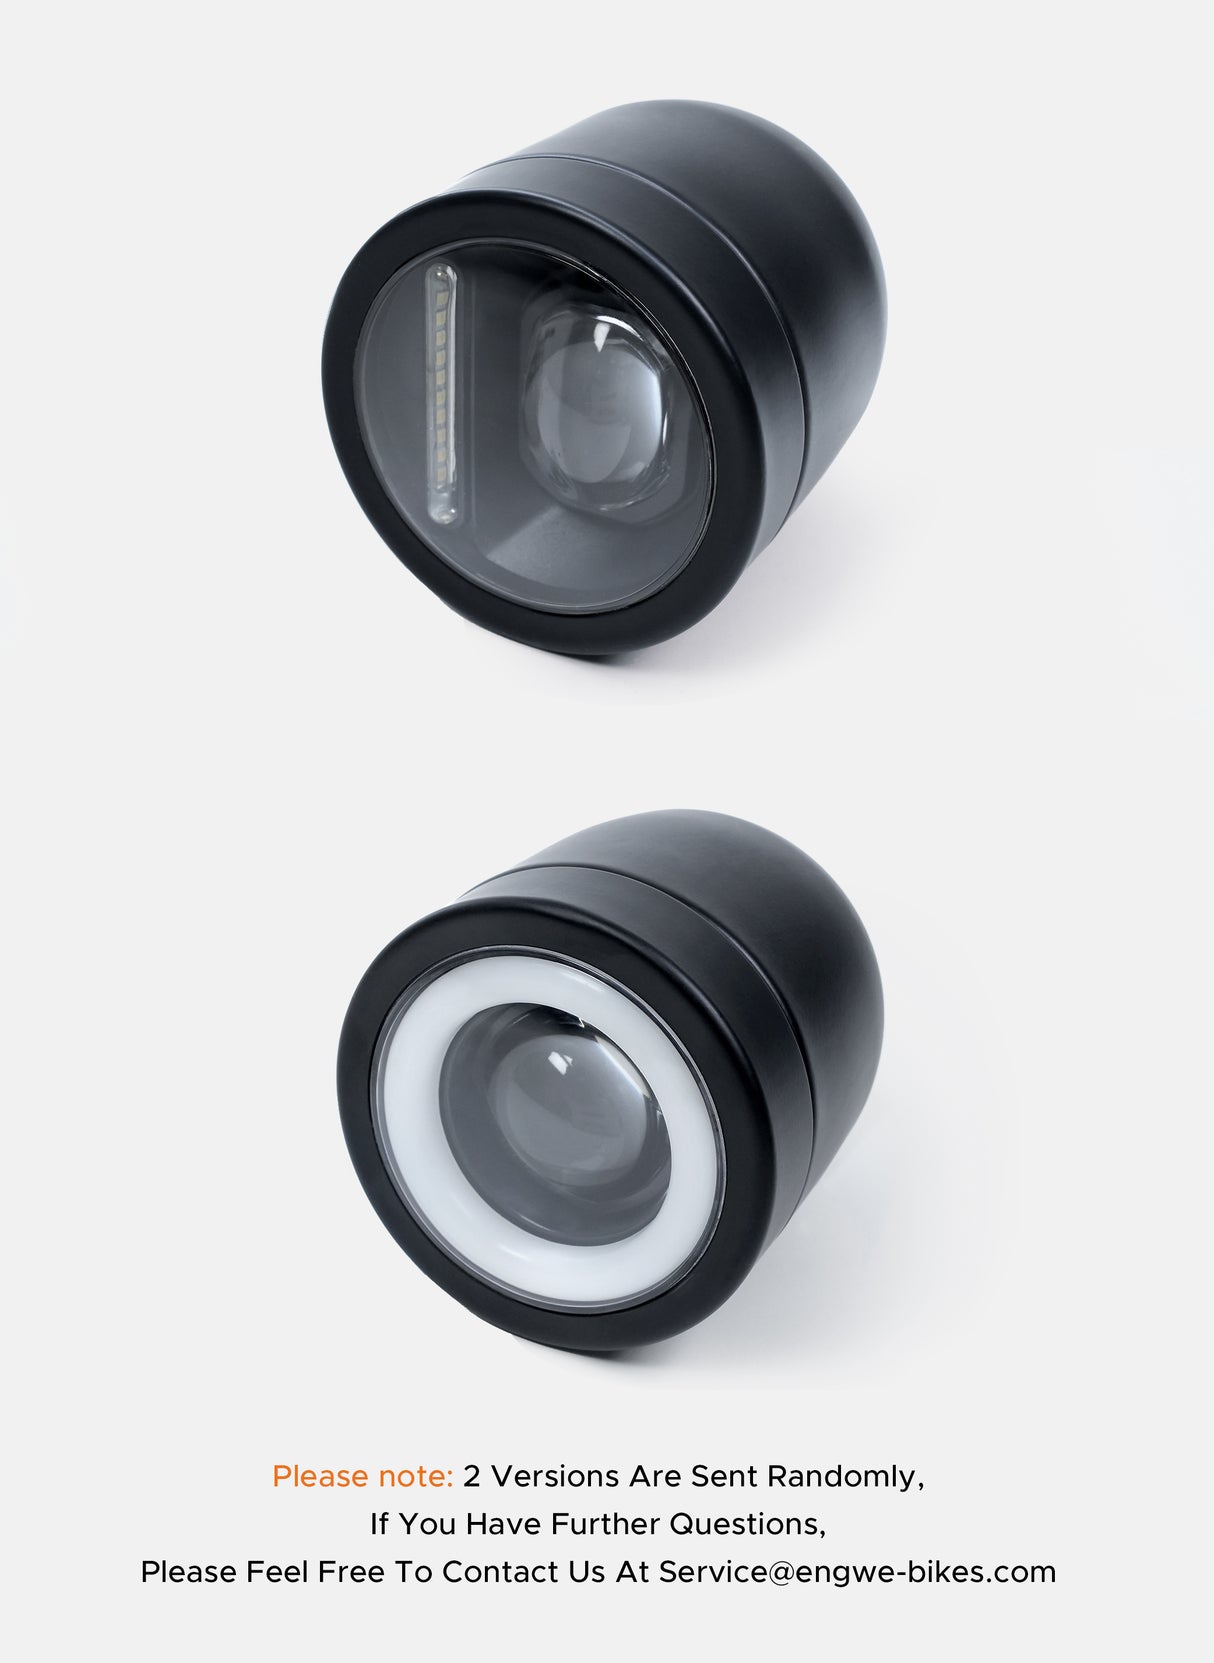 Please note: 2 Versions Are Sent Randomly,
If You Have Further Questions,
Please Feel Free To Contact Us At Service@engwe-bikes.com